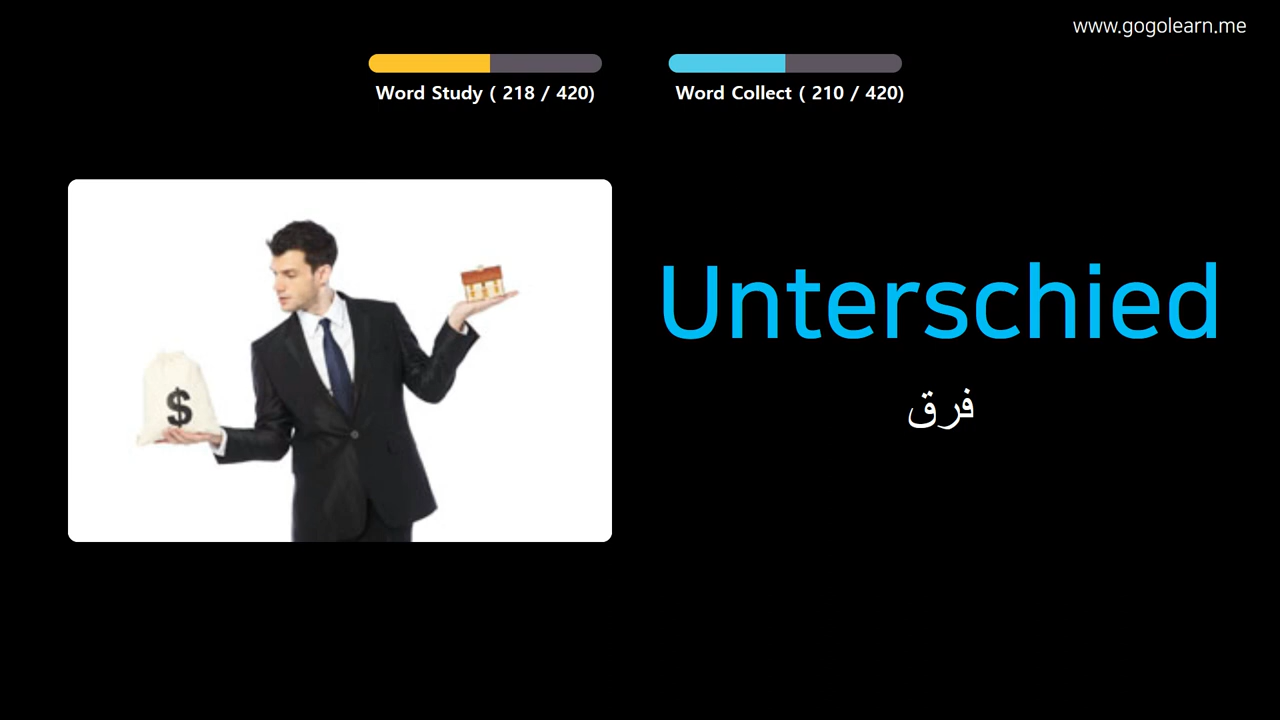 www.gogolearn.me
Word Study ( 218 / 420)
Word Collect ( 210 / 420)
$
Unterschied
فرق